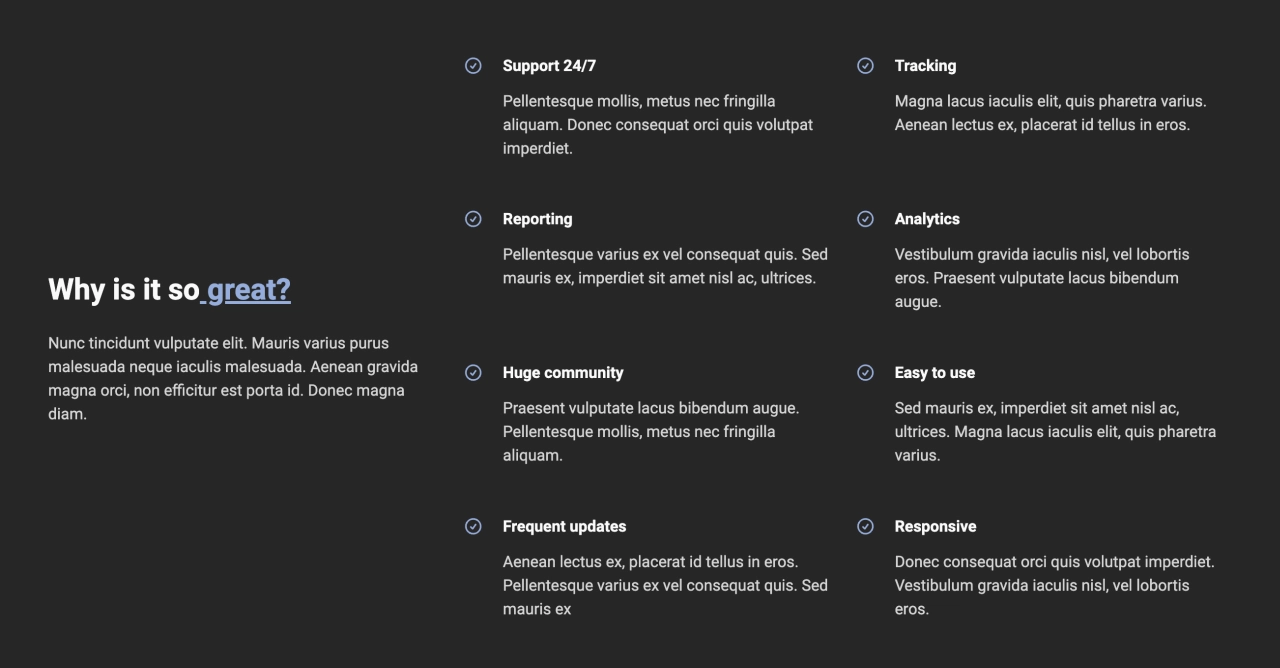 Why is it so great?
Nunc tincidunt vulputate elit. Mauris varius purus
malesuada neque iaculis malesuada. Aenean gravida
magna orci, non efficitur est porta id. Donec magna
diam.
Support 24/7
Pellentesque mollis, metus nec fringilla
aliquam. Donec consequat orci quis volutpat
imperdiet.
Tracking
Magna lacus iaculis elit, quis pharetra varius.
Aenean lectus ex, placerat id tellus in eros.
Reporting
Pellentesque varius ex vel consequat quis. Sed
mauris ex, imperdiet sit amet nisl ac, ultrices.
Analytics
Vestibulum gravida iaculis nisl, vel lobortis
eros. Praesent vulputate lacus bibendum
augue.
Huge community
Praesent vulputate lacus bibendum augue.
Pellentesque mollis, metus nec fringilla
aliquam.
Easy to use
Sed mauris ex, imperdiet sit amet nisl ac,
ultrices. Magna lacus iaculis elit, quis pharetra
varius.
Frequent updates
Aenean lectus ex, placerat id tellus in eros.
Pellentesque varius ex vel consequat quis. Sed
mauris ex
Responsive
Donec consequat orci quis volutpat imperdiet.
Vestibulum gravida iaculis nisl, vel lobortis
eros.